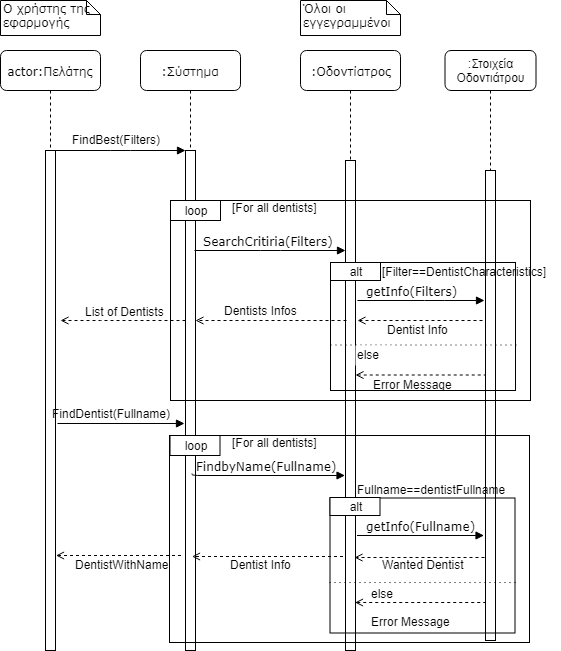 Ο χρήστης της
εφαρμογής
Όλοι οι
εγγεγραμμένοι
actor:Πελάτης
:Σύστημα
:Οδοντίατρος
:Στοιχεία
Οδοντιάτρου
FindBest(Filters)
loop
[For all dentists]
SearchCritiria(Filters)
alt
[Filter==DentistCharacteristics]
getInfo(Filters)
List of Dentists
Dentists Infos
Dentist Info
else
Error Message
FindDentist(Fullname)
loop
[For all dentists]
FindbyName(Fullname)
Fullname==dentistFullname
alt
getInfo(Fullname)
DentistWithName
Dentist Info
Wanted Dentist
else
Error Message